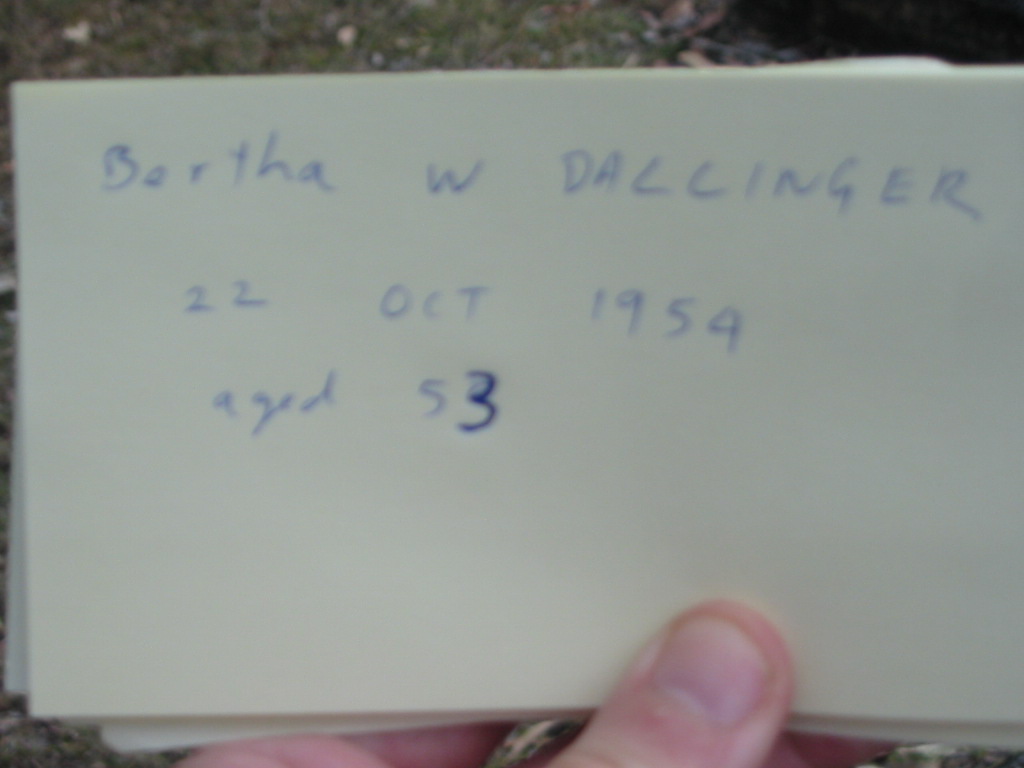 Bertha W DALLINGER
22 OCT 1954
aged 53